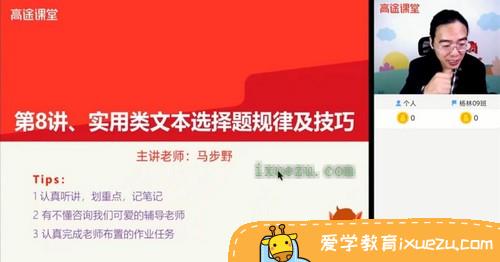 高途课堂
高途课堂
第8讲、实用类文本选择题规律及技巧
主讲老师：马步野
ixuezu.com
个人
杨林09班
0
0
Tips:
1 认真听讲，划重点，记笔记
2 有不懂咨询我们可爱的辅导老师
3 认真完成老师布置的作业任务
爱学教育ixuezu.com